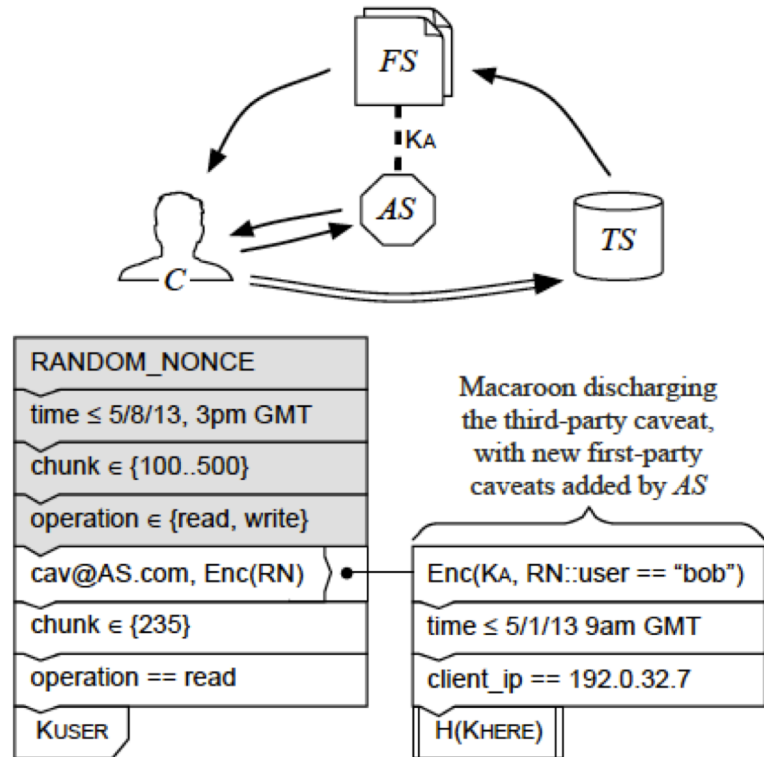 FS
KA
AS
C
TS
RANDOM_NONCE
time ≤ 5/8/13, 3pm GMT
chunk ∈ {100..500}
operation ∈ {read, write}
cav@AS.com, Enc(RN)
chunk ∈ {235}
operation == read
KUSER
Macaroon discharging
the third-party caveat,
with new first-party
caveats added by AS
Enc(KA, RN::user == “bob”)
time ≤ 5/1/13 9am GMT
client_ip == 192.0.32.7
H(KHERE)